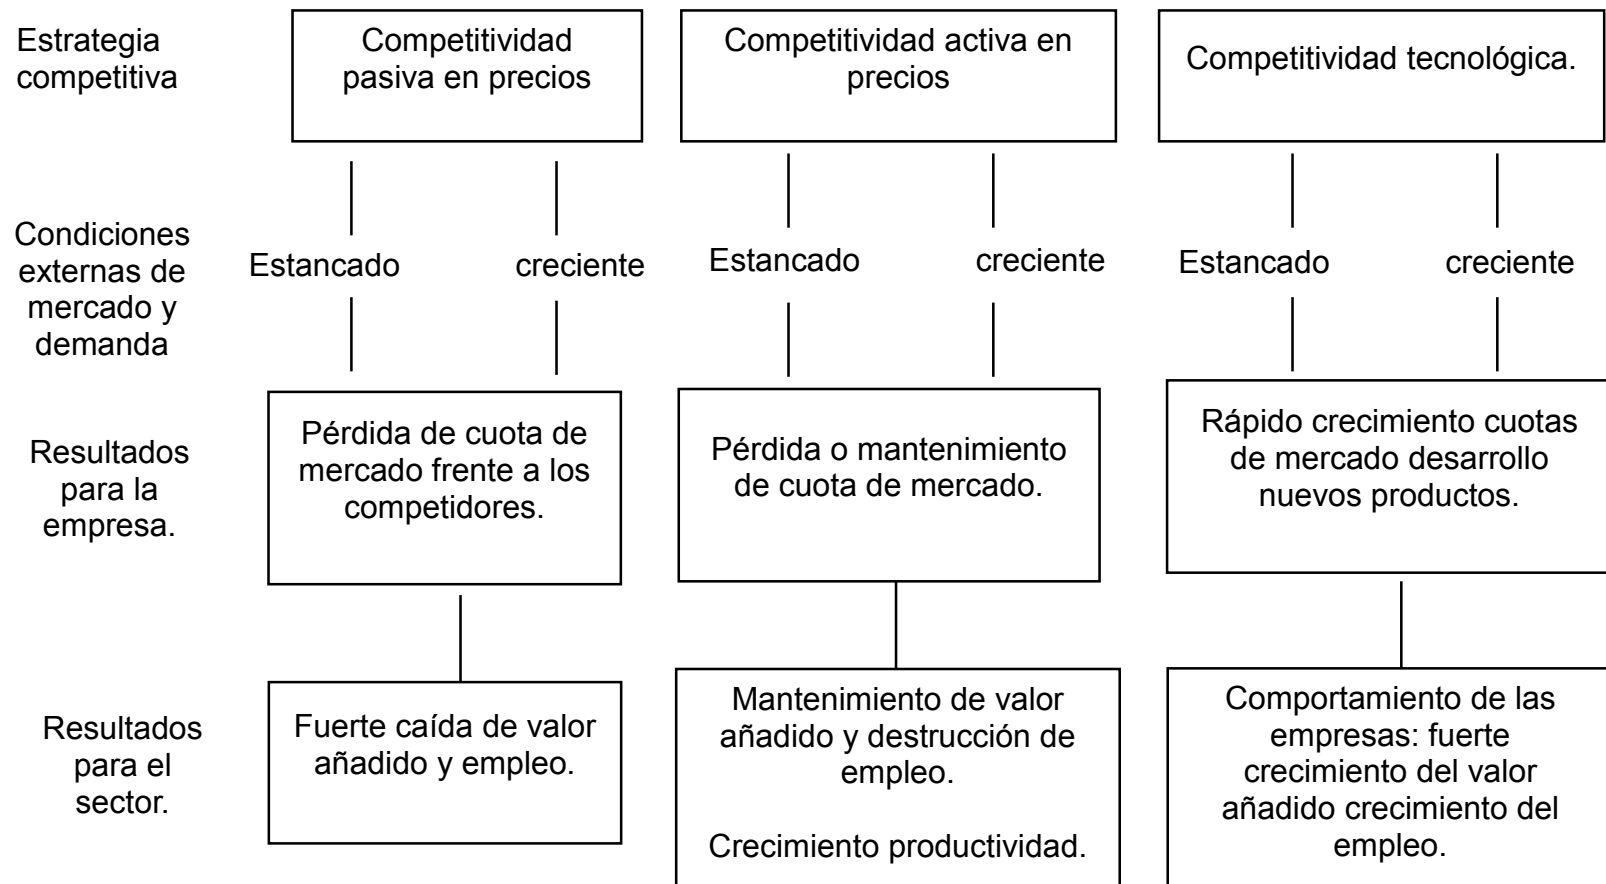 Estrategia
competitiva
Competitividad
pasiva en precios
Competitividad activa en
precios
Competitividad tecnológica.
Condiciones
externas de
mercado y
demanda
Estancado
creciente
Estancado
creciente
Estancado
creciente
Resultados
para la
empresa.
Pérdida de cuota de
mercado frente a los
competidores.
Pérdida o mantenimiento
de cuota de mercado.
Rápido crecimiento cuotas
de mercado desarrollo
nuevos productos.
Resultados
para el
sector.
Fuerte caída de valor
añadido y empleo.
Mantenimiento de valor
añadido y destrucción de
empleo.
Crecimiento productividad.
Comportamiento de las
empresas: fuerte
crecimiento del valor
añadido crecimiento del
empleo.